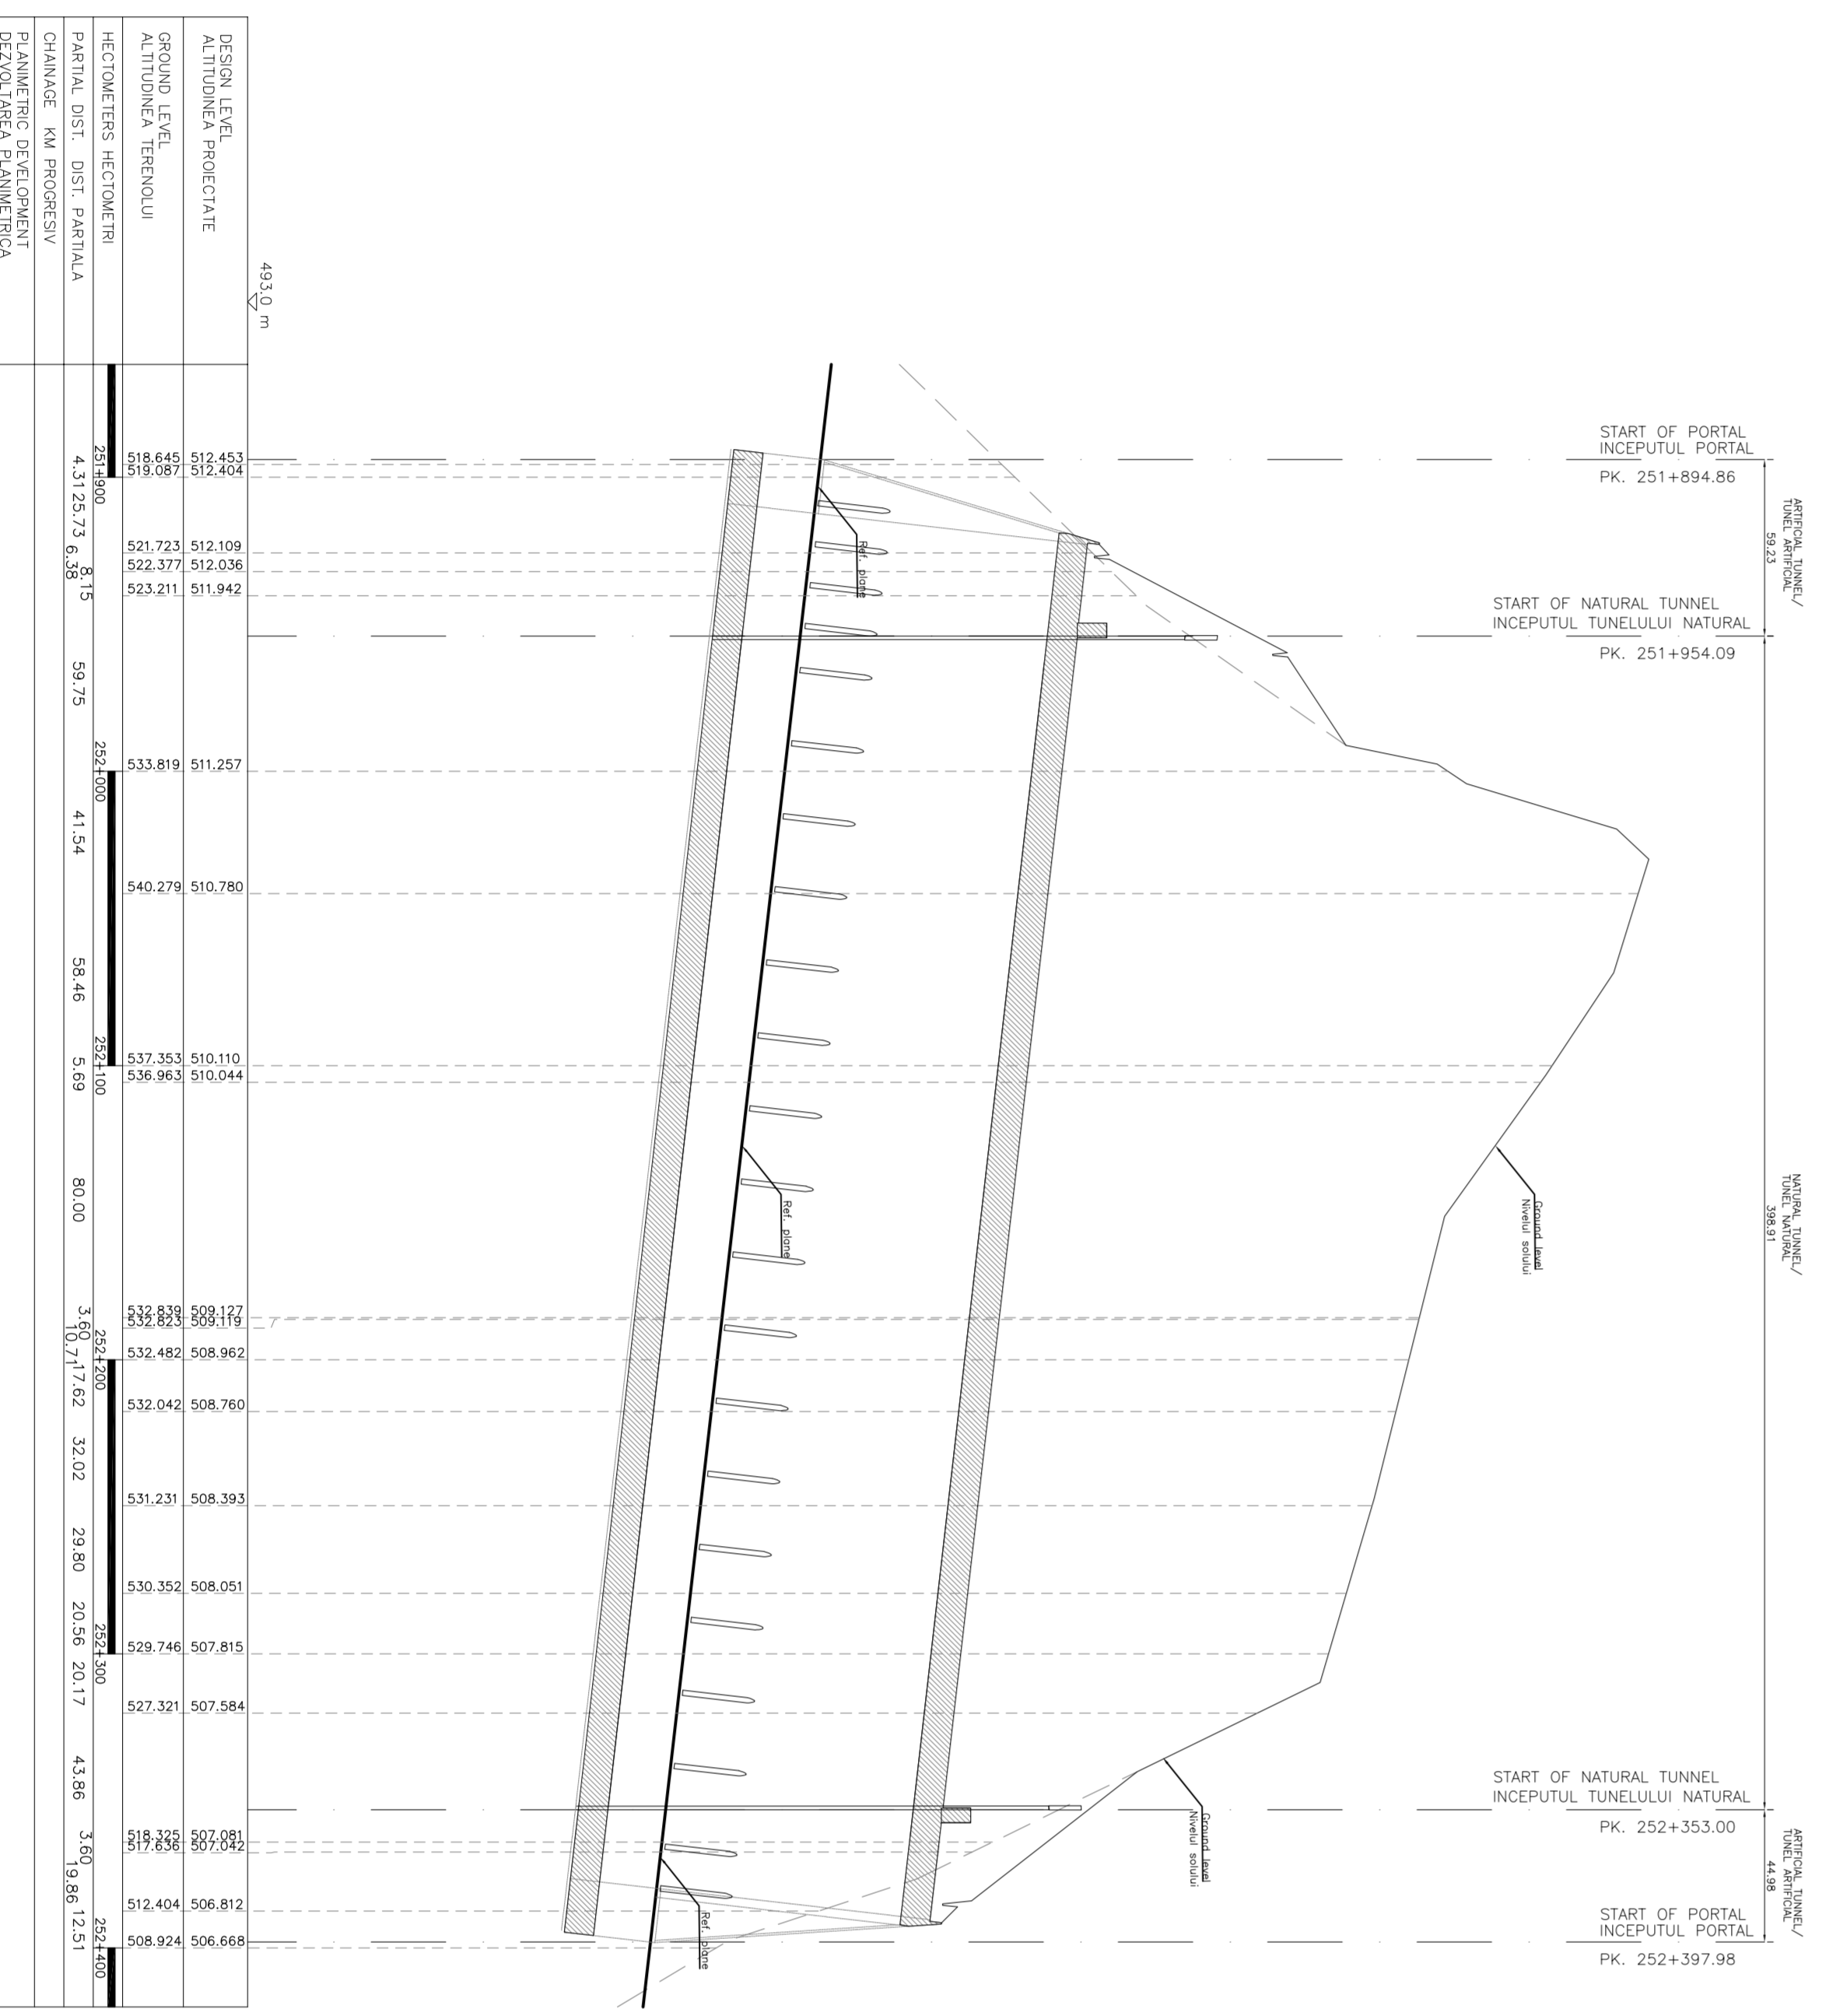 START OF PORTAL
INCEPUTUL PORTAL
PK. 251+894.86
ARTIFICIAL TUNNEL/
TUNEL ARTIFICIAL
59.23
START OF NATURAL TUNNEL
INCEPUTUL TUNELULUI NATURAL
PK. 251+954.09
NATURAL TUNNEL/
TUNEL NATURAL
398.91
START OF NATURAL TUNNEL
INCEPUTUL TUNELULUI NATURAL
PK. 252+353.00
ARTIFICIAL TUNNEL/
TUNEL ARTIFICIAL
44.98
START OF PORTAL
INCEPUTUL PORTAL
PK. 252+397.98
Ground level
Nivelul solului
Ground level
Nivelul solului
Ref. plane
Ref. plane
Ref. plane
493.0 m
DESIGN LEVEL
ALTITUDINEA PROIECTATE
512.453
512.404
512.109
512.036
511.942
511.257
510.780
510.110
510.044
509.127
509.119
508.962
508.760
508.393
508.051
507.815
507.584
507.081
507.042
506.812
506.668
GROUND LEVEL
ALTITUDINEA TERENOLUI
518.645
519.087
521.723
522.377
523.211
533.819
540.279
537.353
536.963
532.839
532.823
532.482
532.042
531.231
530.352
529.746
527.321
518.325
517.636
512.404
508.924
HECTOMETERS HECTOMETRI
251+900
252+000
252+100
252+200
252+300
252+400
PARTIAL DIST. DIST. PARTIALA
4.31
25.73
6.38
8.15
59.75
41.54
58.46
5.69
80.00
3.60
10.71
17.62
32.02
29.80
20.56
20.17
43.86
3.60
19.86
12.51
CHAINAGE KM PROGRESIV
PLANIMETRIC DEVELOPMENT
DEZVOLTAREA PLANIMETRICA